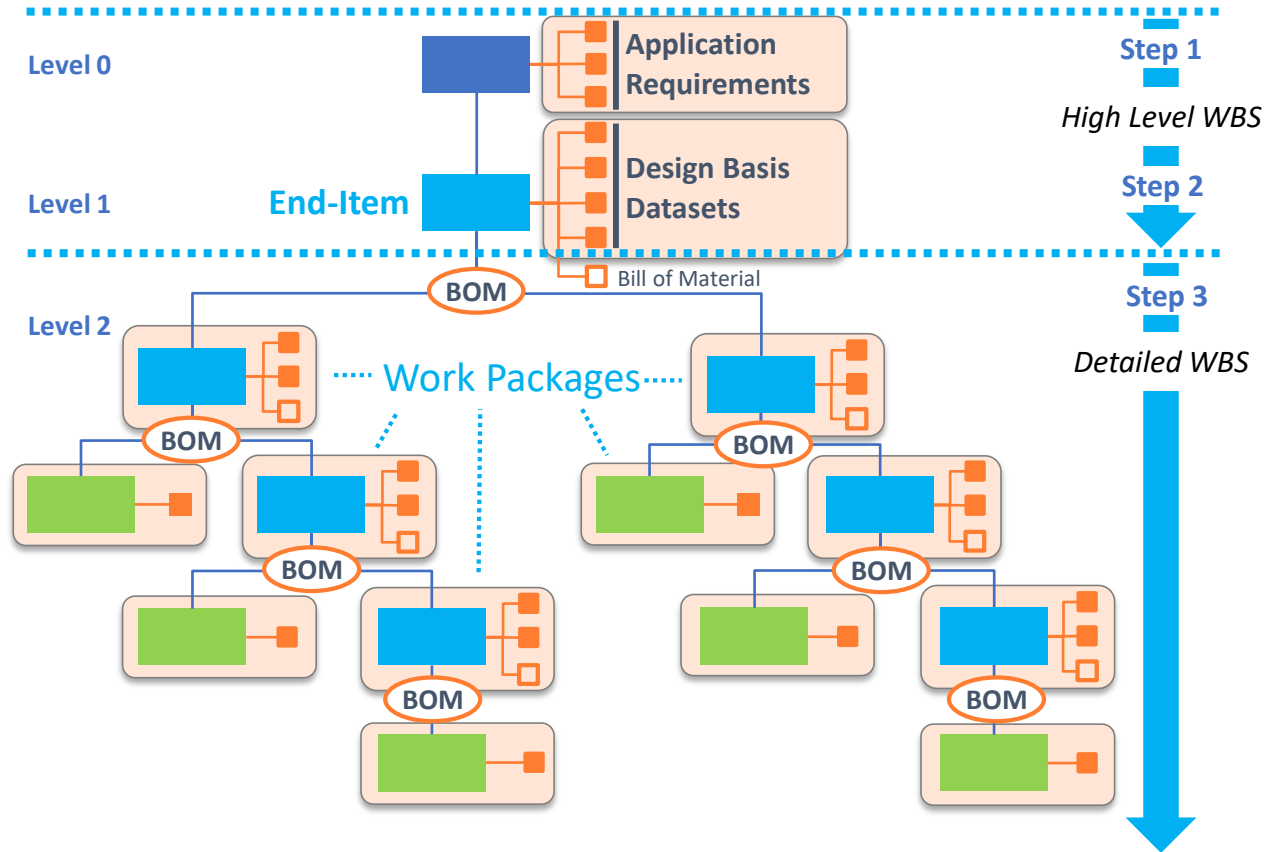 Level 0
Application
Requirements
Step 1
High Level WBS
Level 1
End-Item
Design Basis
Datasets
Step 2
Bill of Material
BOM
Step 3
Level 2
Detailed WBS
Work Packages
BOM
BOM
BOM
BOM
BOM
BOM